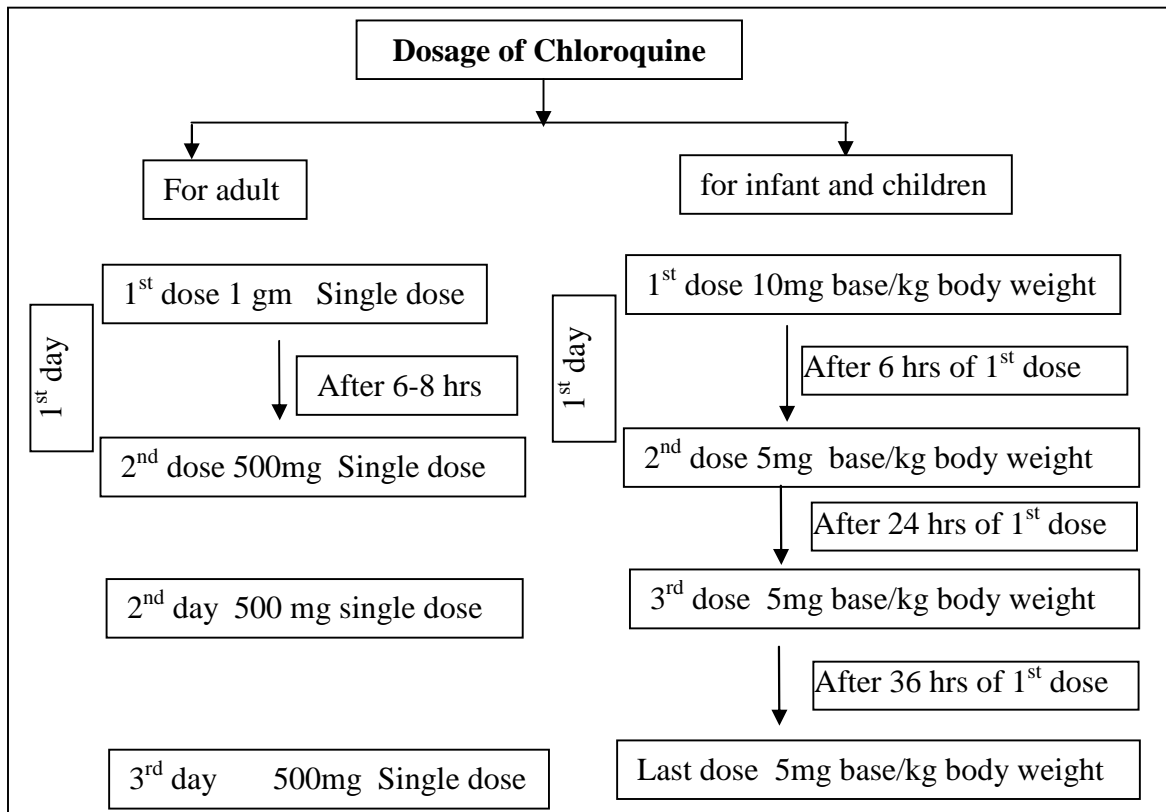 Dosage of Chloroquine
For adult
1st day
1st dose 1 gm Single dose
After 6-8 hrs
2nd dose 500mg Single dose
2nd day 500 mg single dose
3rd day 500mg Single dose
for infant and children
1st day
1st dose 10mg base/kg body weight
After 6 hrs of 1st dose
2nd dose 5mg base/kg body weight
After 24 hrs of 1st dose
3rd dose 5mg base/kg body weight
After 36 hrs of 1st dose
Last dose 5mg base/kg body weight